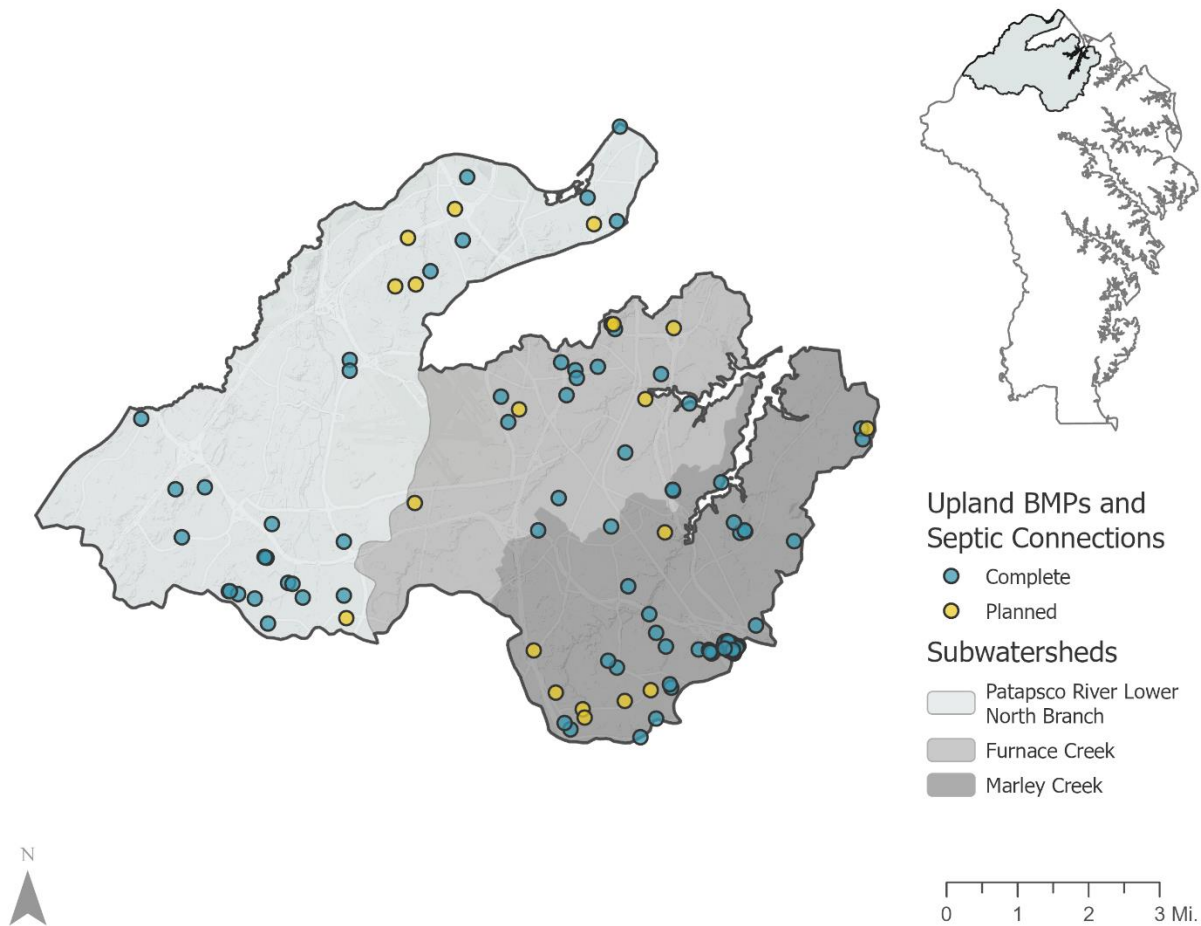 Upland BMPs and
Septic Connections
Complete
Planned
Subwatersheds
Patapsco River Lower
North Branch
Furnace Creek
Marley Creek
N
0 1 2 3 Mi.